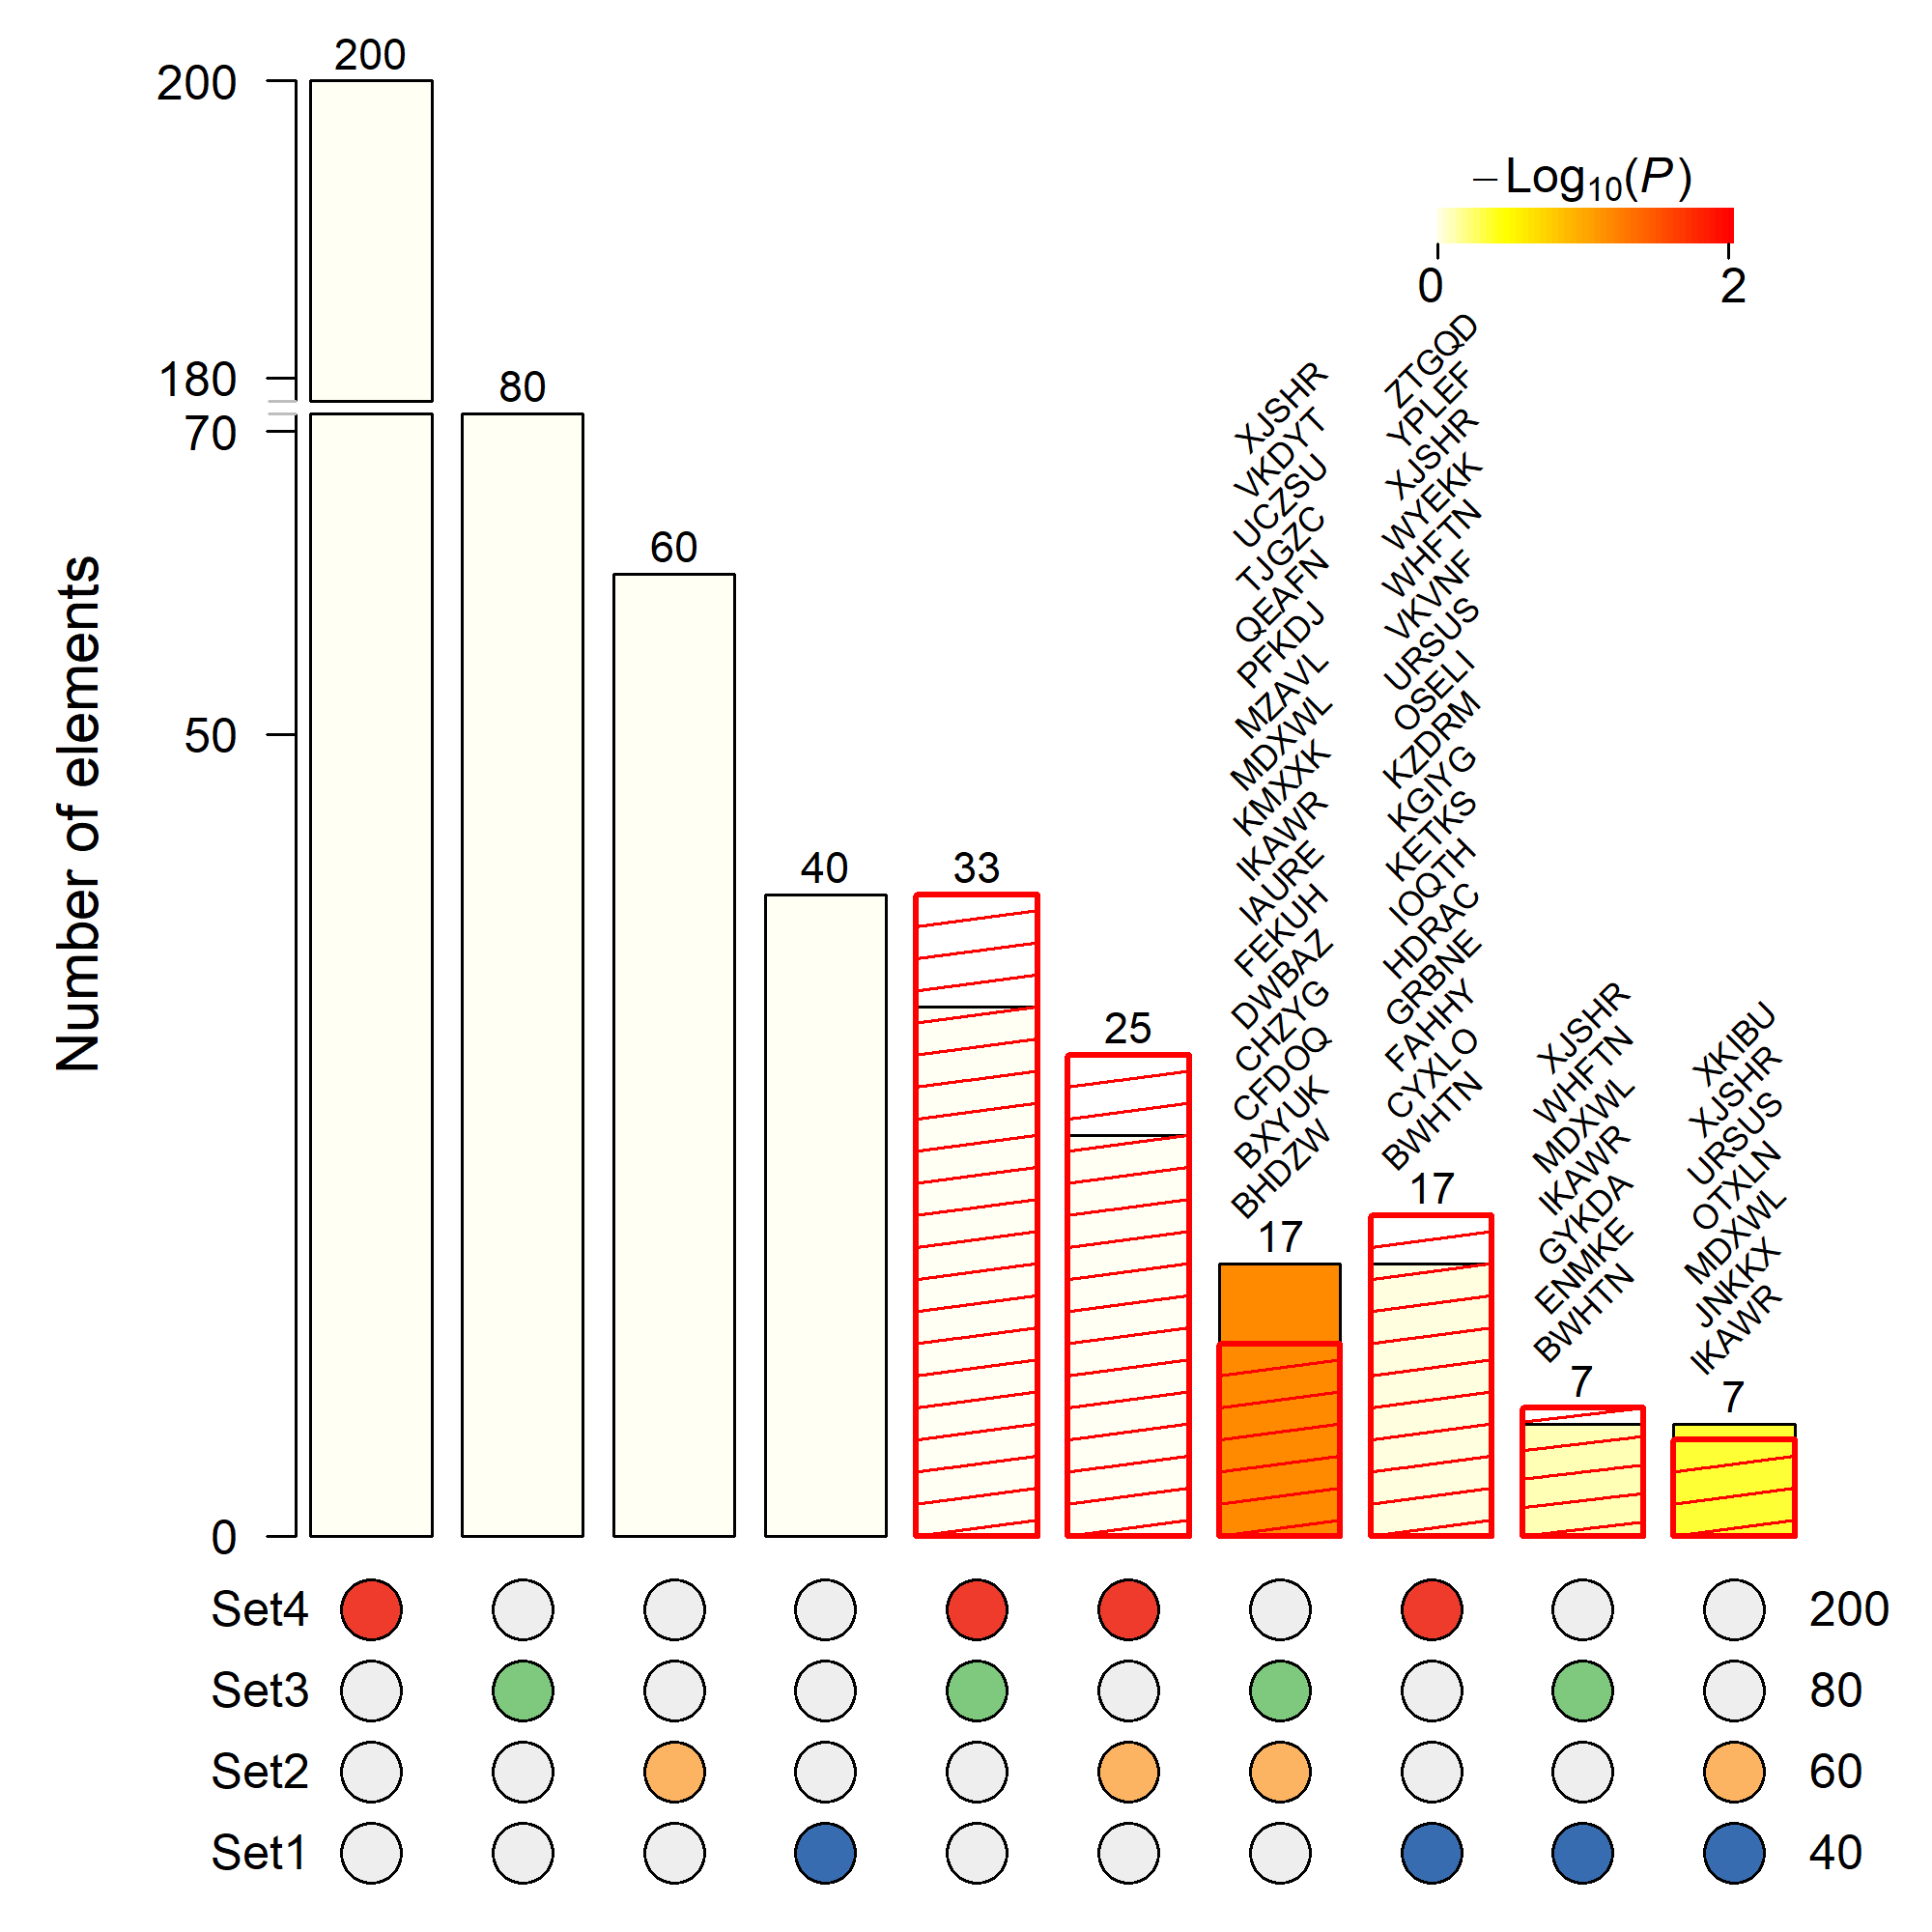 200
200
180
70
50
0
Number of elements
80
60
40
33
25
17
17
7
7
−Log10(P)
0
2
XJSHR
VKDYT
UCZSU
TJGZC
QEAFN
PFKDJ
MZAVL
MDXWL
KMXXK
IKAWR
IAURE
FEKUH
DWBAZ
CHZYG
CFDOQ
BXYUK
BHDZW
ZTGQD
YPLEF
XJSHR
WYEKK
WHFTN
VKVNF
URSUS
OSELI
KZDRM
KGIYG
KETKS
IOQTH
HDRAC
GRBNE
FAHHY
CYXLO
BWHTN
XJSHR
WHFTN
MDXWL
IKAWR
GYKDA
ENMKE
BWHTN
XKIBU
XJSHR
URSUS
OTXLN
MDXWL
JNKKX
IKAWR
Set4 200
Set3 80
Set2 60
Set1 40